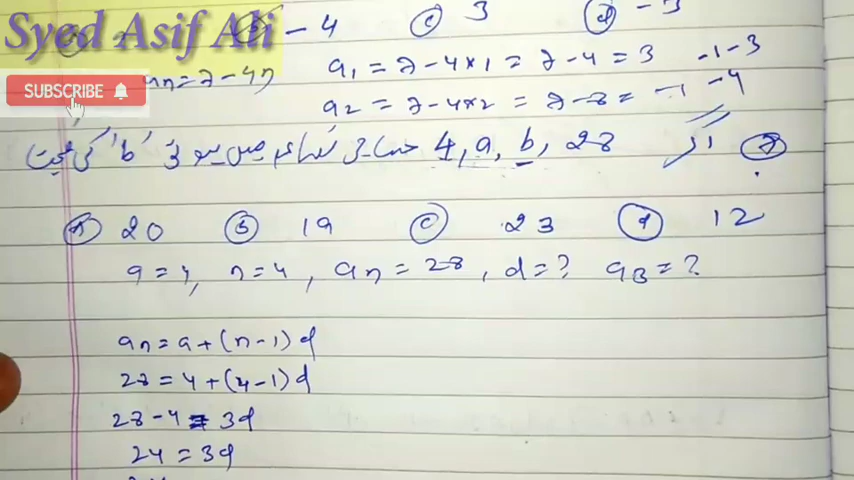 Syed Asif Ali
- 4 (c) 3 (d) - 3
SUBSCRIBE
an = 7 - 4n a1 = 7 - 4×1 = 7 - 4 = 3 -1 - 3
a2 = 7 - 4×2 = 7 - 8 = -1 - 4
اگر 4, a, b, 28 حسابی میں ہو تو 'b' کی قیمت
(A) 20 (B) 19 (c) 23 (d) 12
a = 4, n = 4, an = 28, d = ? a3 = ?
an = a + (n-1) d
28 = 4 + (4-1) d
28 - 4 = 3d
24 = 3d